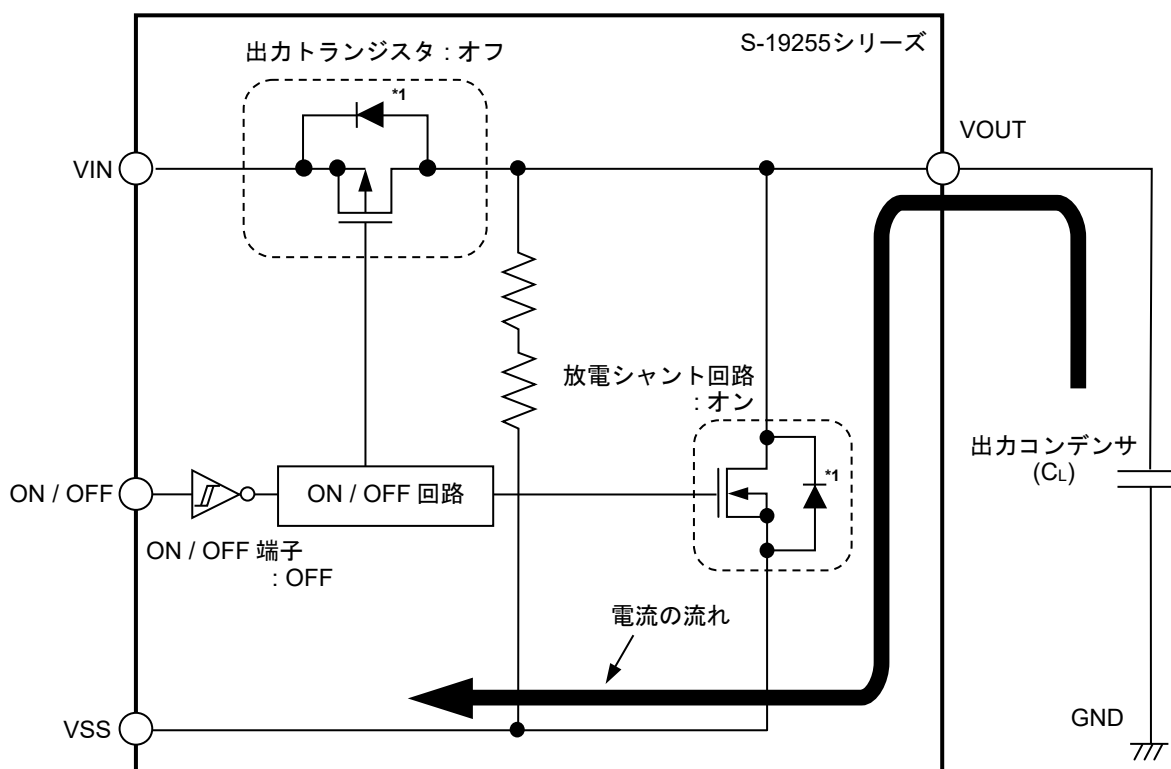 S-19255シリーズ
出力トランジスタ : オフ
*1
VOUT
VIN
放電シャント回路
: オン
出力コンデンサ
(CL)
*1
ON / OFF
ON / OFF 回路
ON / OFF 端子
: OFF
電流の流れ
GND
VSS